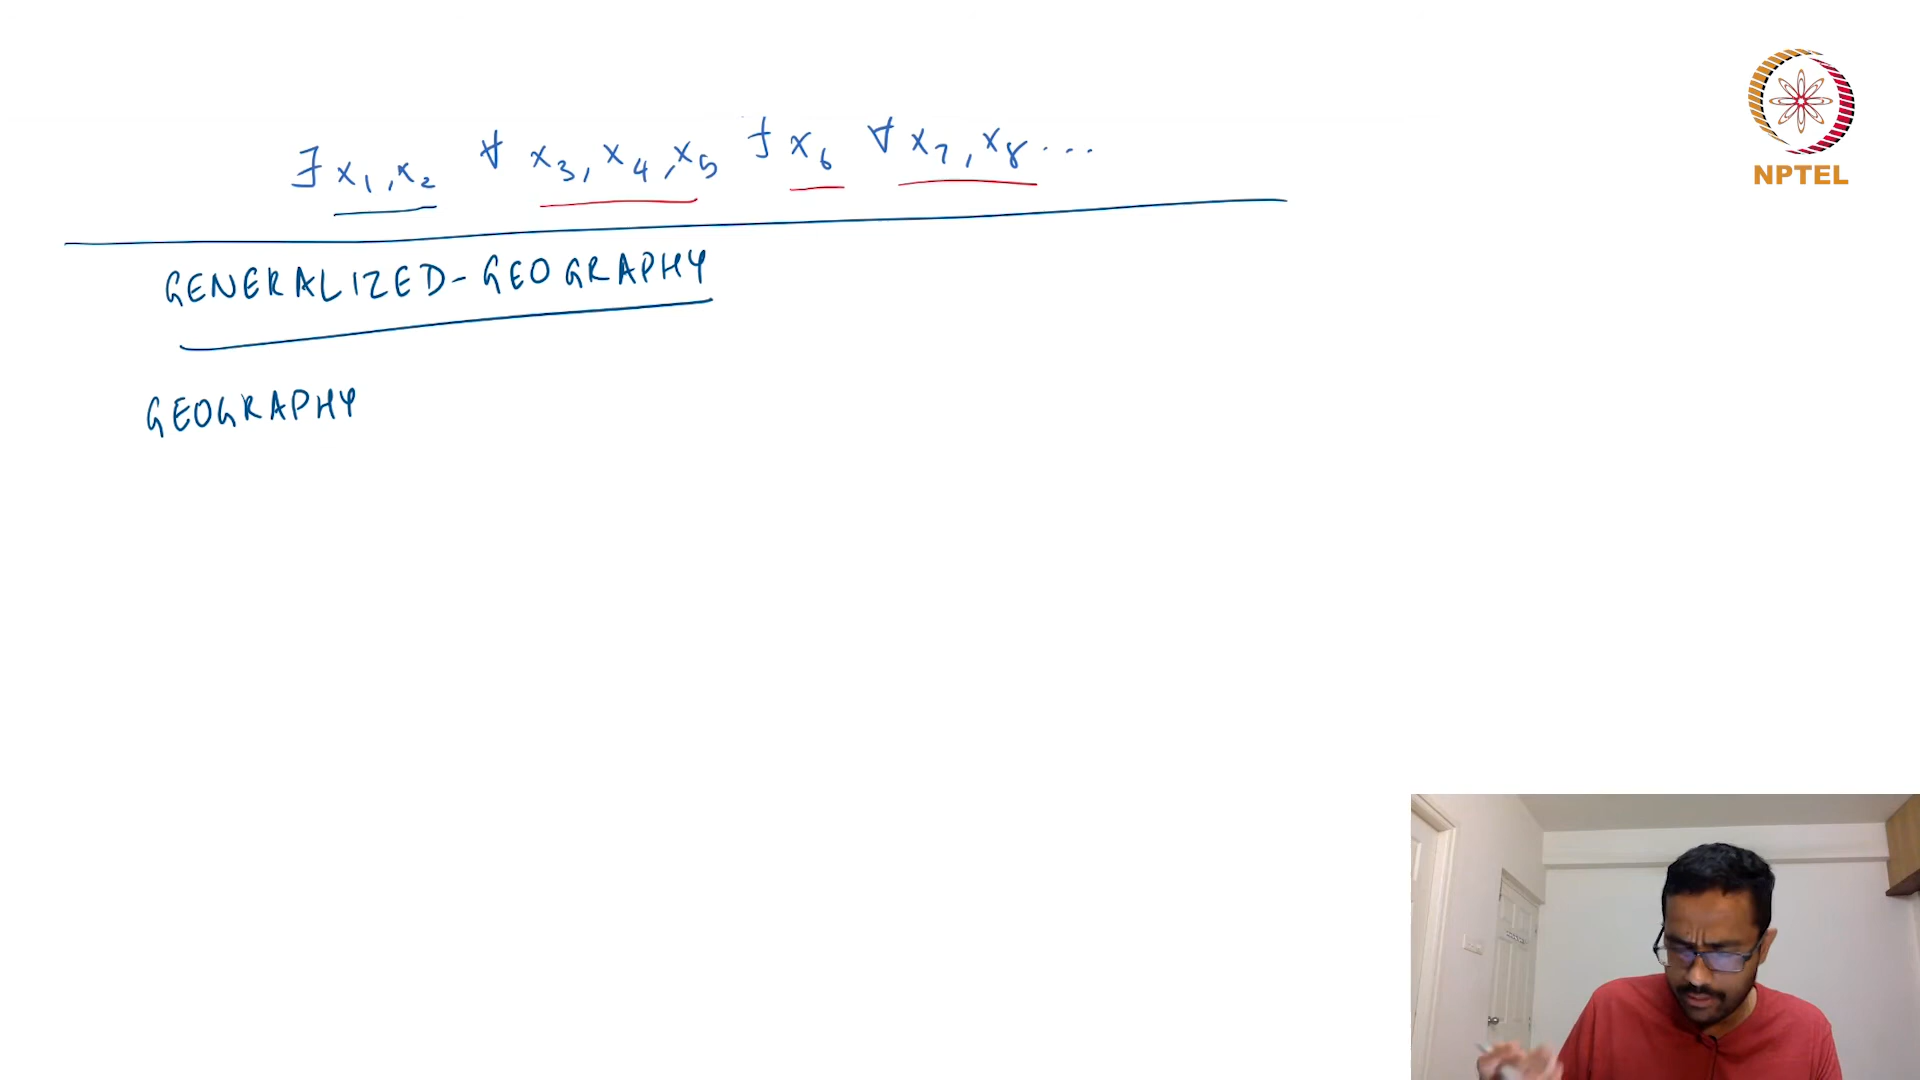 ∃ x₁, x₂ ∀ x₃, x₄, x₅ ∃ x₆ ∀ x₇, x₈ ...
NPTEL
GENERALIZED-GEOGRAPHY
GEOGRAPHY